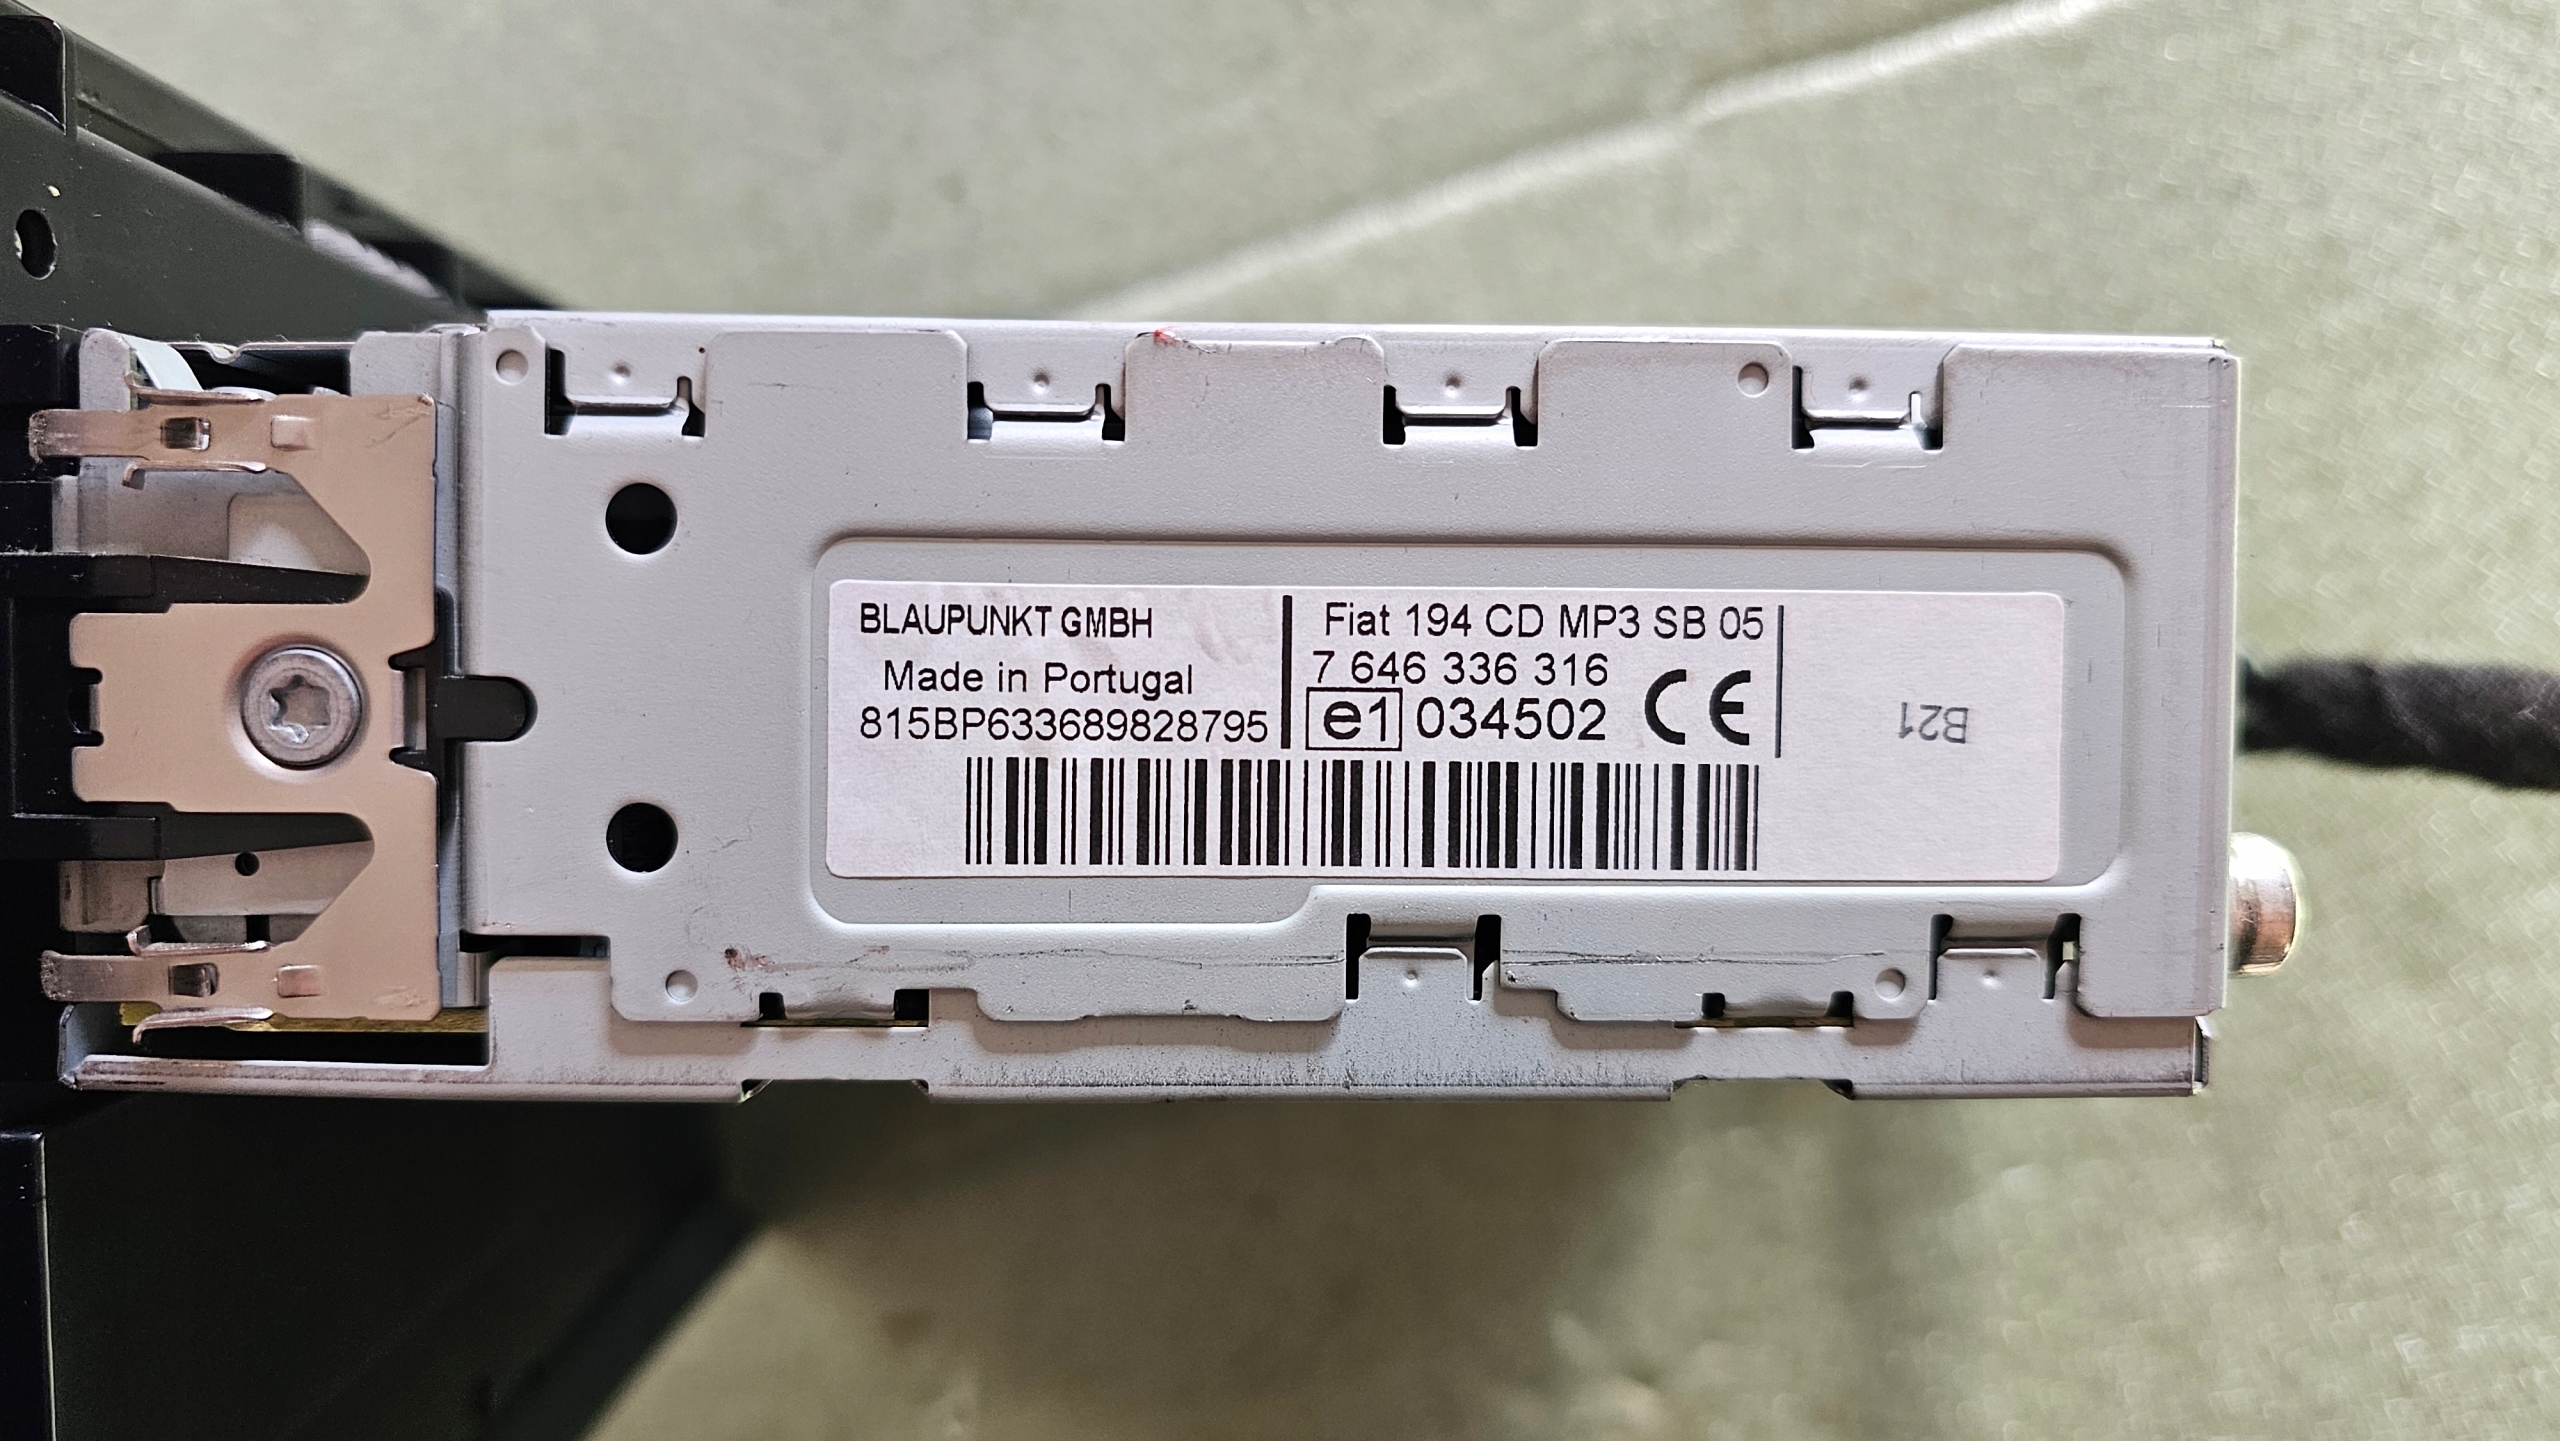 BLAUPUNKT GMBH
Made in Portugal
815BP633689828795
Fiat 194 CD MP3 SB 05
7 646 336 316
e1 034502 CE
B21